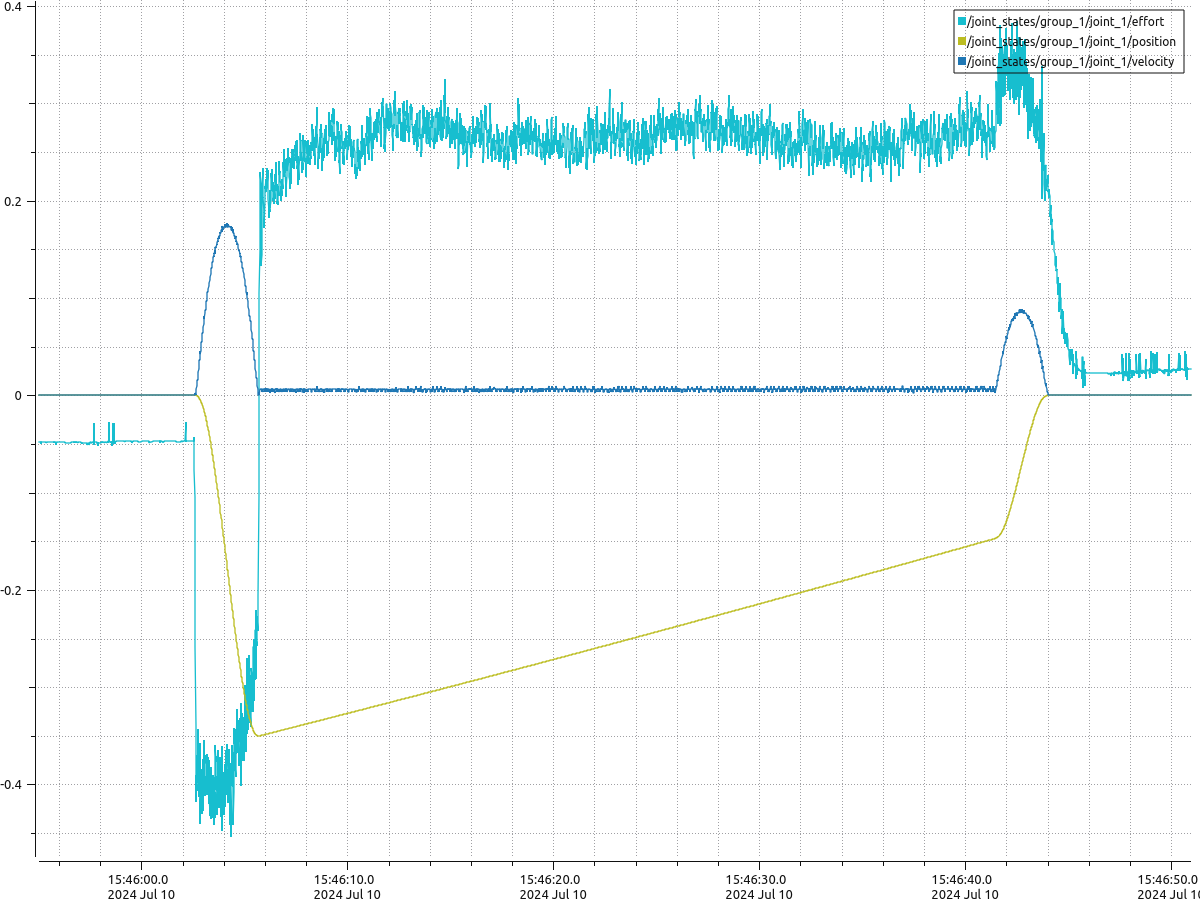 0.4
/joint_states/group_1/joint_1/effort
/joint_states/group_1/joint_1/position
/joint_states/group_1/joint_1/velocity
0.2
0
-0.2
-0.4
15:46:00.0 15:46:10.0 15:46:20.0 15:46:30.0 15:46:40.0 15:46:50.0
2024 Jul 10 2024 Jul 10 2024 Jul 10 2024 Jul 10 2024 Jul 10 2024 Jul 10